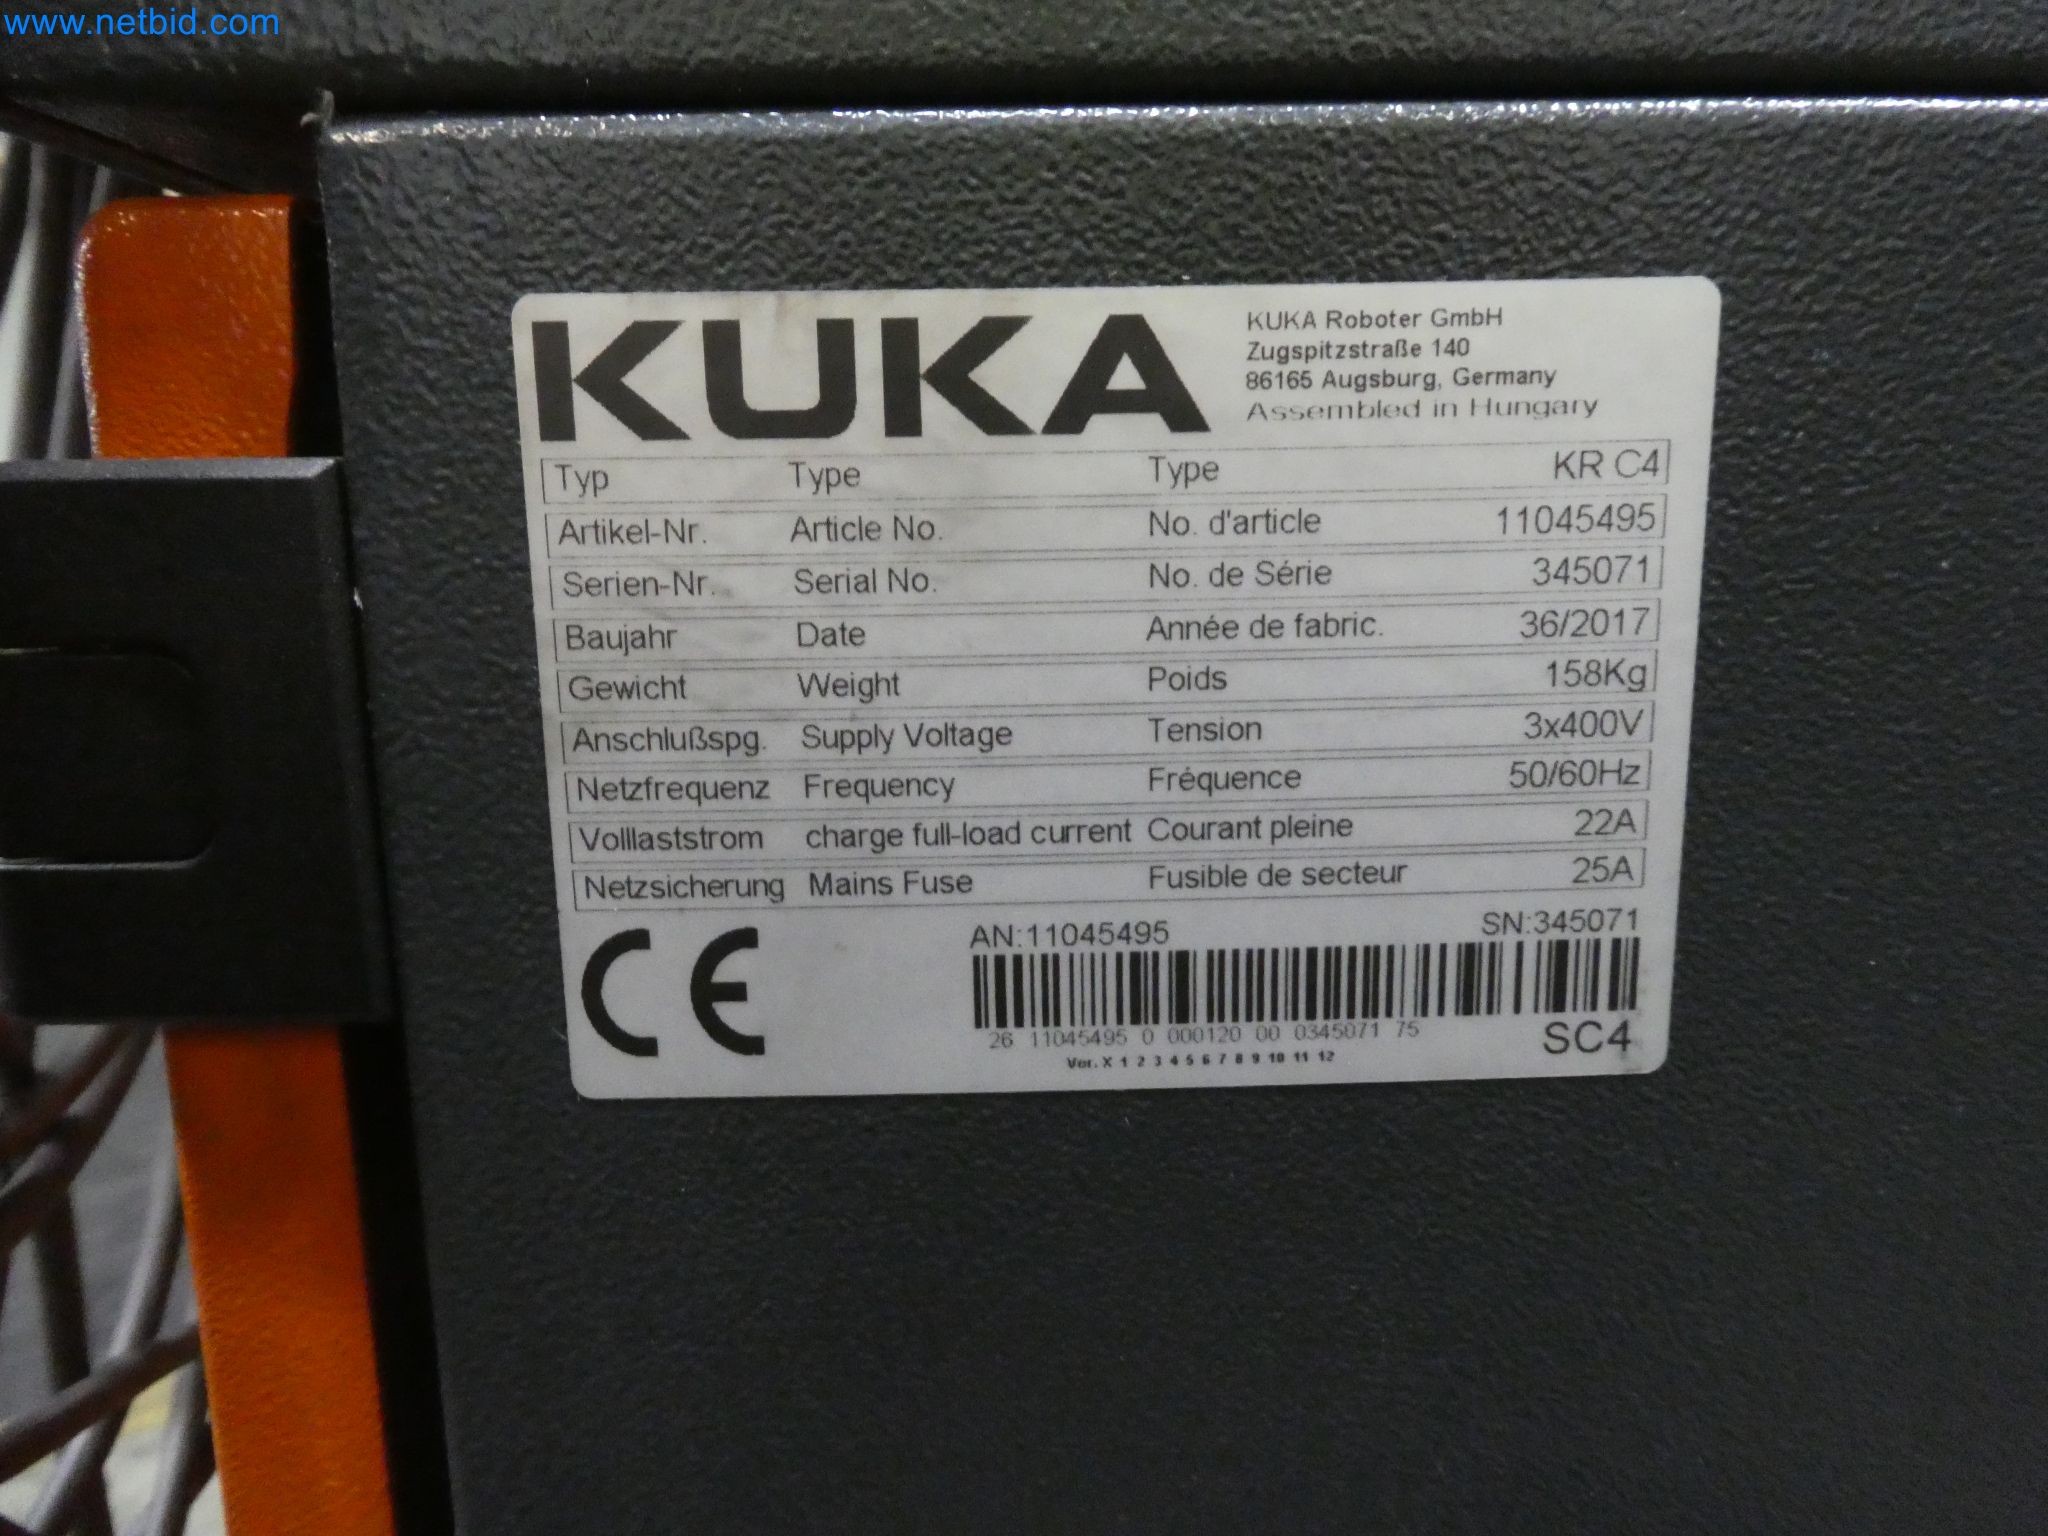 www.netbid.com
KUKA
KUKA Roboter GmbH
Zugspitzstraße 140
86165 Augsburg, Germany
Assembled in Hungary
Typ Type Type KR C4
Artikel-Nr. Article No. No. d'article 11045495
Serien-Nr. Serial No. No. de Série 345071
Baujahr Date Année de fabric. 36/2017
Gewicht Weight Poids 158Kg
Anschlußspg. Supply Voltage Tension 3x400V
Netzfrequenz Frequency Fréquence 50/60Hz
Volllaststrom charge full-load current Courant pleine 22A
Netzsicherung Mains Fuse Fusible de secteur 25A
CE
AN:11045495 SN:345071
26 11045495 0 000120 00 0345071 75
SC4
Ver. X 1 2 3 4 5 6 7 8 9 10 11 12